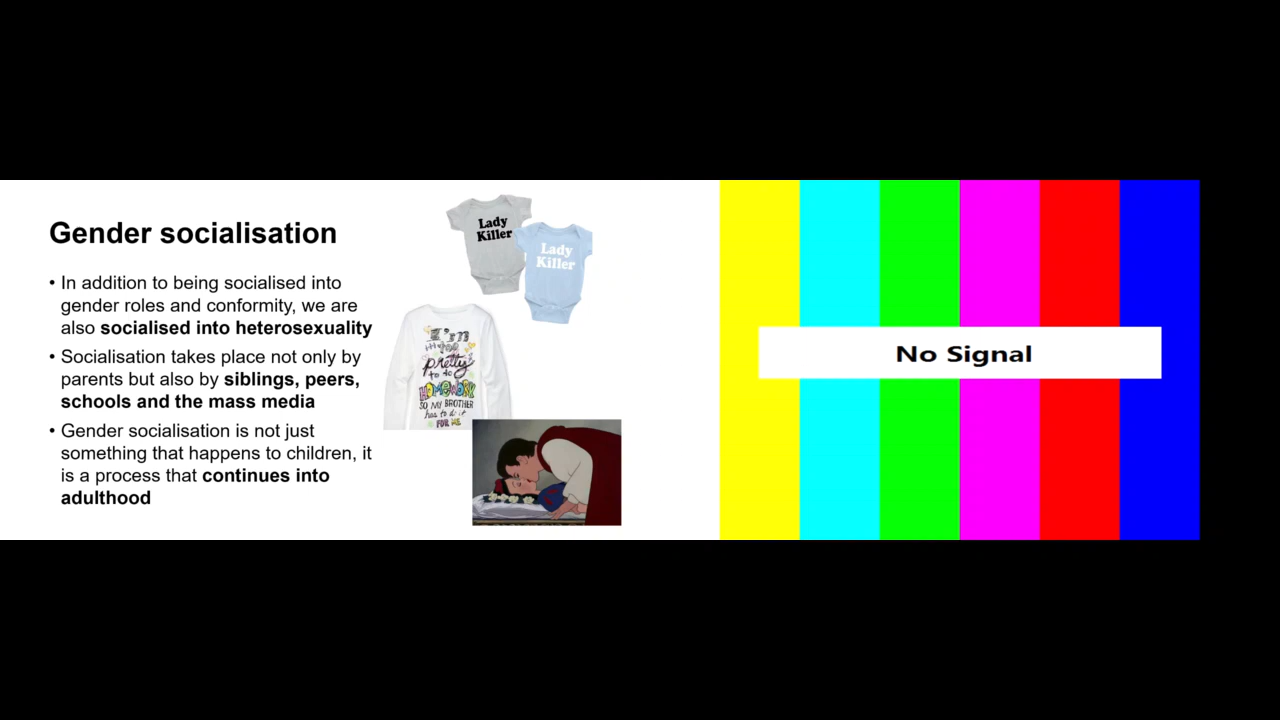 Gender socialisation
• In addition to being socialised into
gender roles and conformity, we are
also socialised into heterosexuality
• Socialisation takes place not only by
parents but also by siblings, peers,
schools and the mass media
• Gender socialisation is not just
something that happens to children, it
is a process that continues into
adulthood
Lady
Killer
Lady
Killer
I'm
too
pretty
to do
HOMEWORK
SO MY BROTHER
has to do it
FOR ME
No Signal